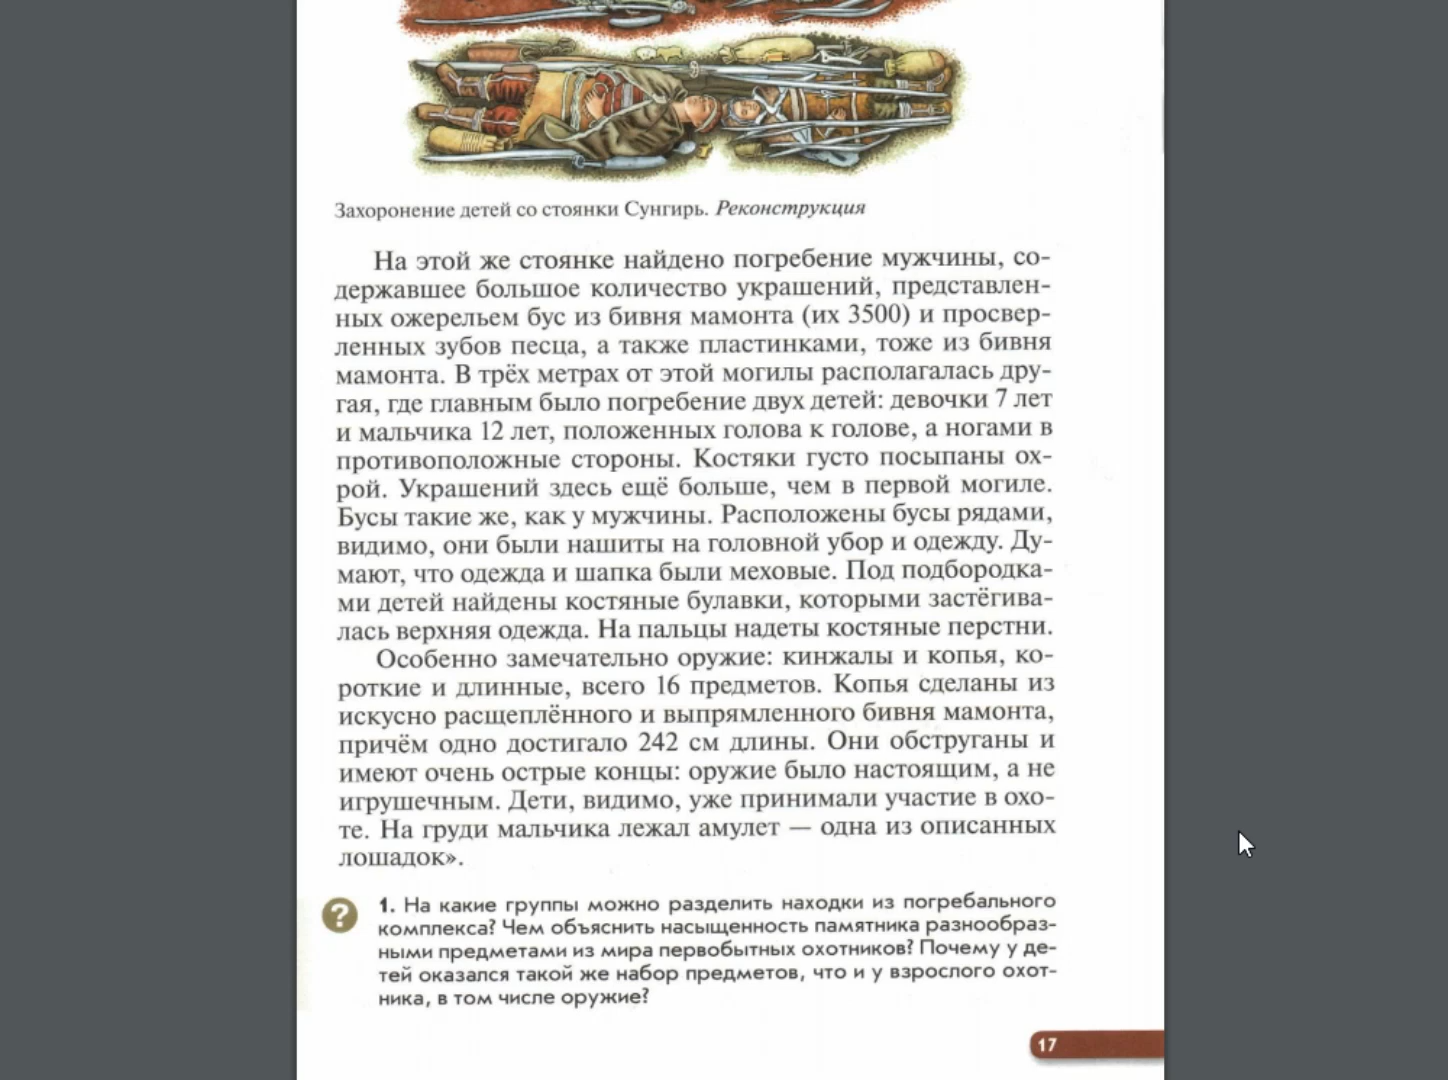 Захоронение детей со стоянки Сунгирь. Реконструкция
На этой же стоянке найдено погребение мужчины, со-
державшее большое количество украшений, представлен-
ных ожерельем бус из бивня мамонта (их 3500) и просвер-
ленных зубов песца, а также пластинками, тоже из бивня
мамонта. В трёх метрах от этой могилы располагалась дру-
гая, где главным было погребение двух детей: девочки 7 лет
и мальчика 12 лет, положенных голова к голове, а ногами в
противоположные стороны. Костяки густо посыпаны ох-
рой. Украшений здесь ещё больше, чем в первой могиле.
Бусы такие же, как у мужчины. Расположены бусы рядами,
видимо, они были нашиты на головной убор и одежду. Ду-
мают, что одежда и шапка были меховые. Под подбородка-
ми детей найдены костяные булавки, которыми застёгива-
лась верхняя одежда. На пальцы надеты костяные перстни.
Особенно замечательно оружие: кинжалы и копья, ко-
роткие и длинные, всего 16 предметов. Копья сделаны из
искусно расщеплённого и выпрямленного бивня мамонта,
причём одно достигало 242 см длины. Они обструганы и
имеют очень острые концы: оружие было настоящим, а не
игрушечным. Дети, видимо, уже принимали участие в охо-
те. На груди мальчика лежал амулет — одна из описанных
лошадок».
? 1. На какие группы можно разделить находки из погребального
комплекса? Чем объяснить насыщенность памятника разнообраз-
ными предметами из мира первобытных охотников? Почему у де-
тей оказался такой же набор предметов, что и у взрослого охот-
ника, в том числе оружие?
17